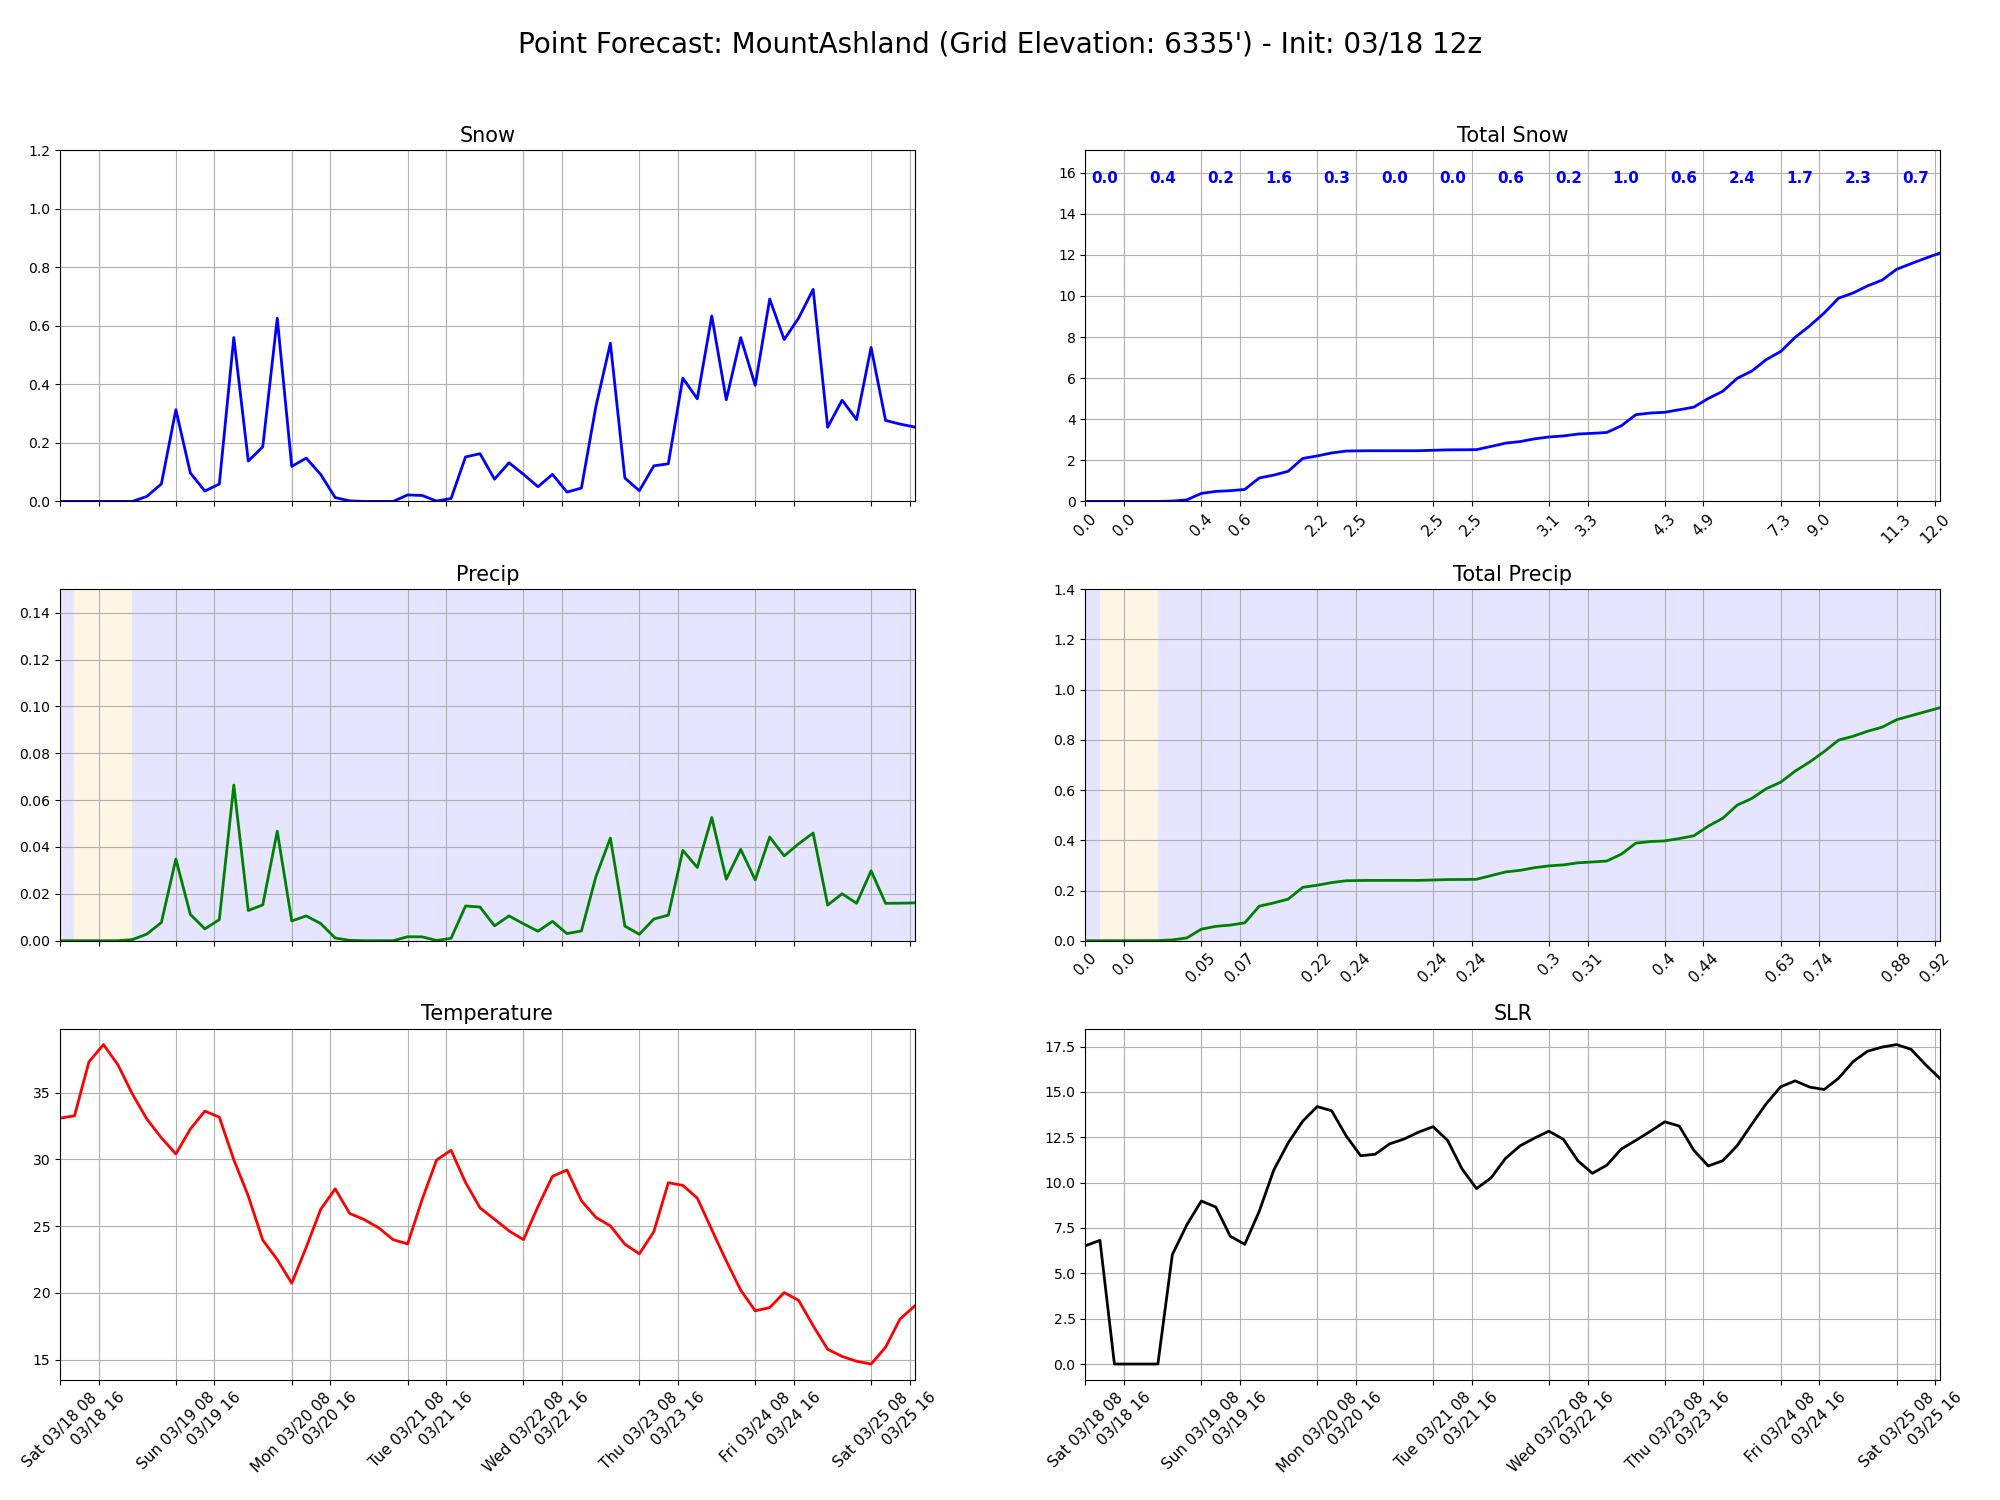 Point Forecast: MountAshland (Grid Elevation: 6335') - Init: 03/18 12z
Snow
1.2
1.0
0.8
0.6
0.4
0.2
0.0
Total Snow
16
14
12
10
8
6
4
2
0
0.0 0.4 0.2 1.6 0.3 0.0 0.0 0.6 0.2 1.0 0.6 2.4 1.7 2.3 0.7
0.0 0.0 0.4 0.6 2.2 2.5 2.5 2.5 3.1 3.3 4.3 4.9 7.3 9.0 11.3 12.0
Precip
0.14
0.12
0.10
0.08
0.06
0.04
0.02
0.00
Total Precip
1.4
1.2
1.0
0.8
0.6
0.4
0.2
0.0
0.0 0.0 0.05 0.07 0.22 0.24 0.24 0.24 0.3 0.31 0.4 0.44 0.63 0.74 0.88 0.92
Temperature
35
30
25
20
15
Sat 03/18 08
03/18 16
Sun 03/19 08
03/19 16
Mon 03/20 08
03/20 16
Tue 03/21 08
03/21 16
Wed 03/22 08
03/22 16
Thu 03/23 08
03/23 16
Fri 03/24 08
03/24 16
Sat 03/25 08
03/25 16
SLR
17.5
15.0
12.5
10.0
7.5
5.0
2.5
0.0
Sat 03/18 08
03/18 16
Sun 03/19 08
03/19 16
Mon 03/20 08
03/20 16
Tue 03/21 08
03/21 16
Wed 03/22 08
03/22 16
Thu 03/23 08
03/23 16
Fri 03/24 08
03/24 16
Sat 03/25 08
03/25 16